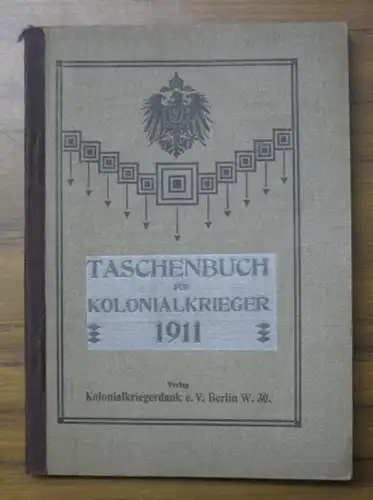 TASCHENBUCH
FÜR
KOLONIALKRIEGER
1911
Verlag
Kolonialkriegerdank e. V. Berlin W. 30.